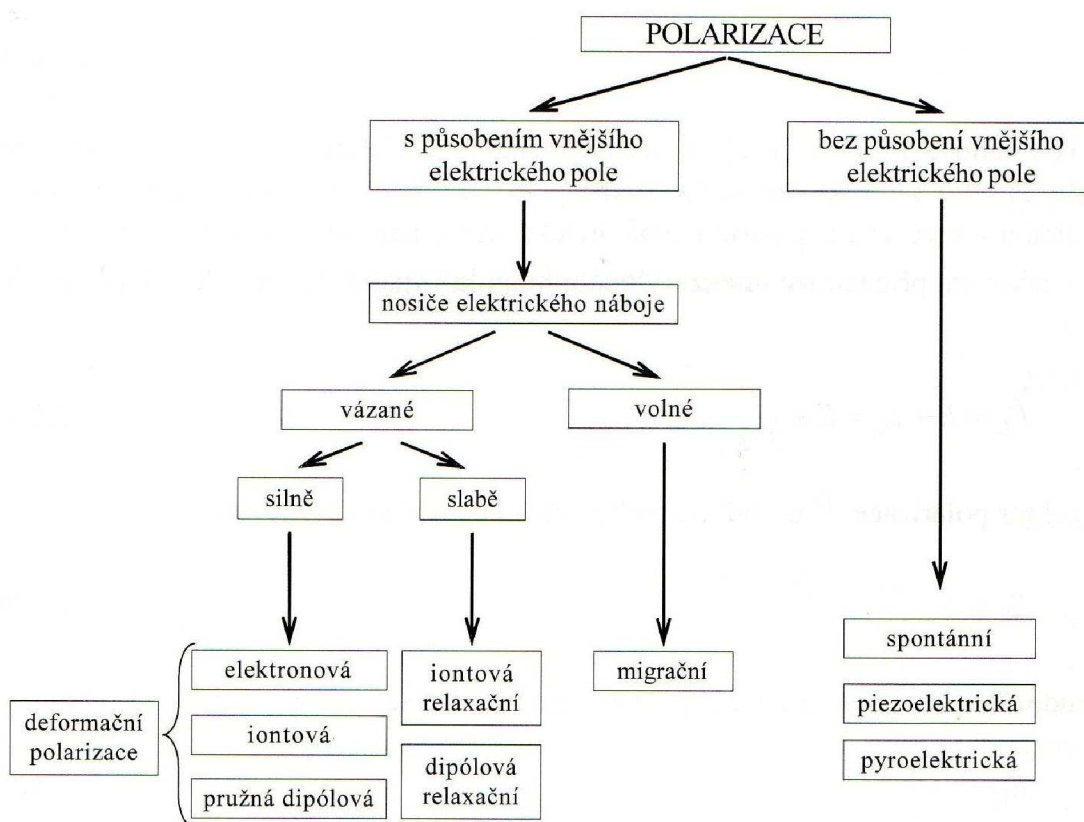 POLARIZACE
s působením vnějšího
elektrického pole
bez působení vnějšího
elektrického pole
nosiče elektrického náboje
vázané
volné
silně
slabě
deformační
polarizace
elektronová
iontová
pružná dipólová
iontová
relaxační
dipólová
relaxační
migrační
spontánní
piezoelektrická
pyroelektrická